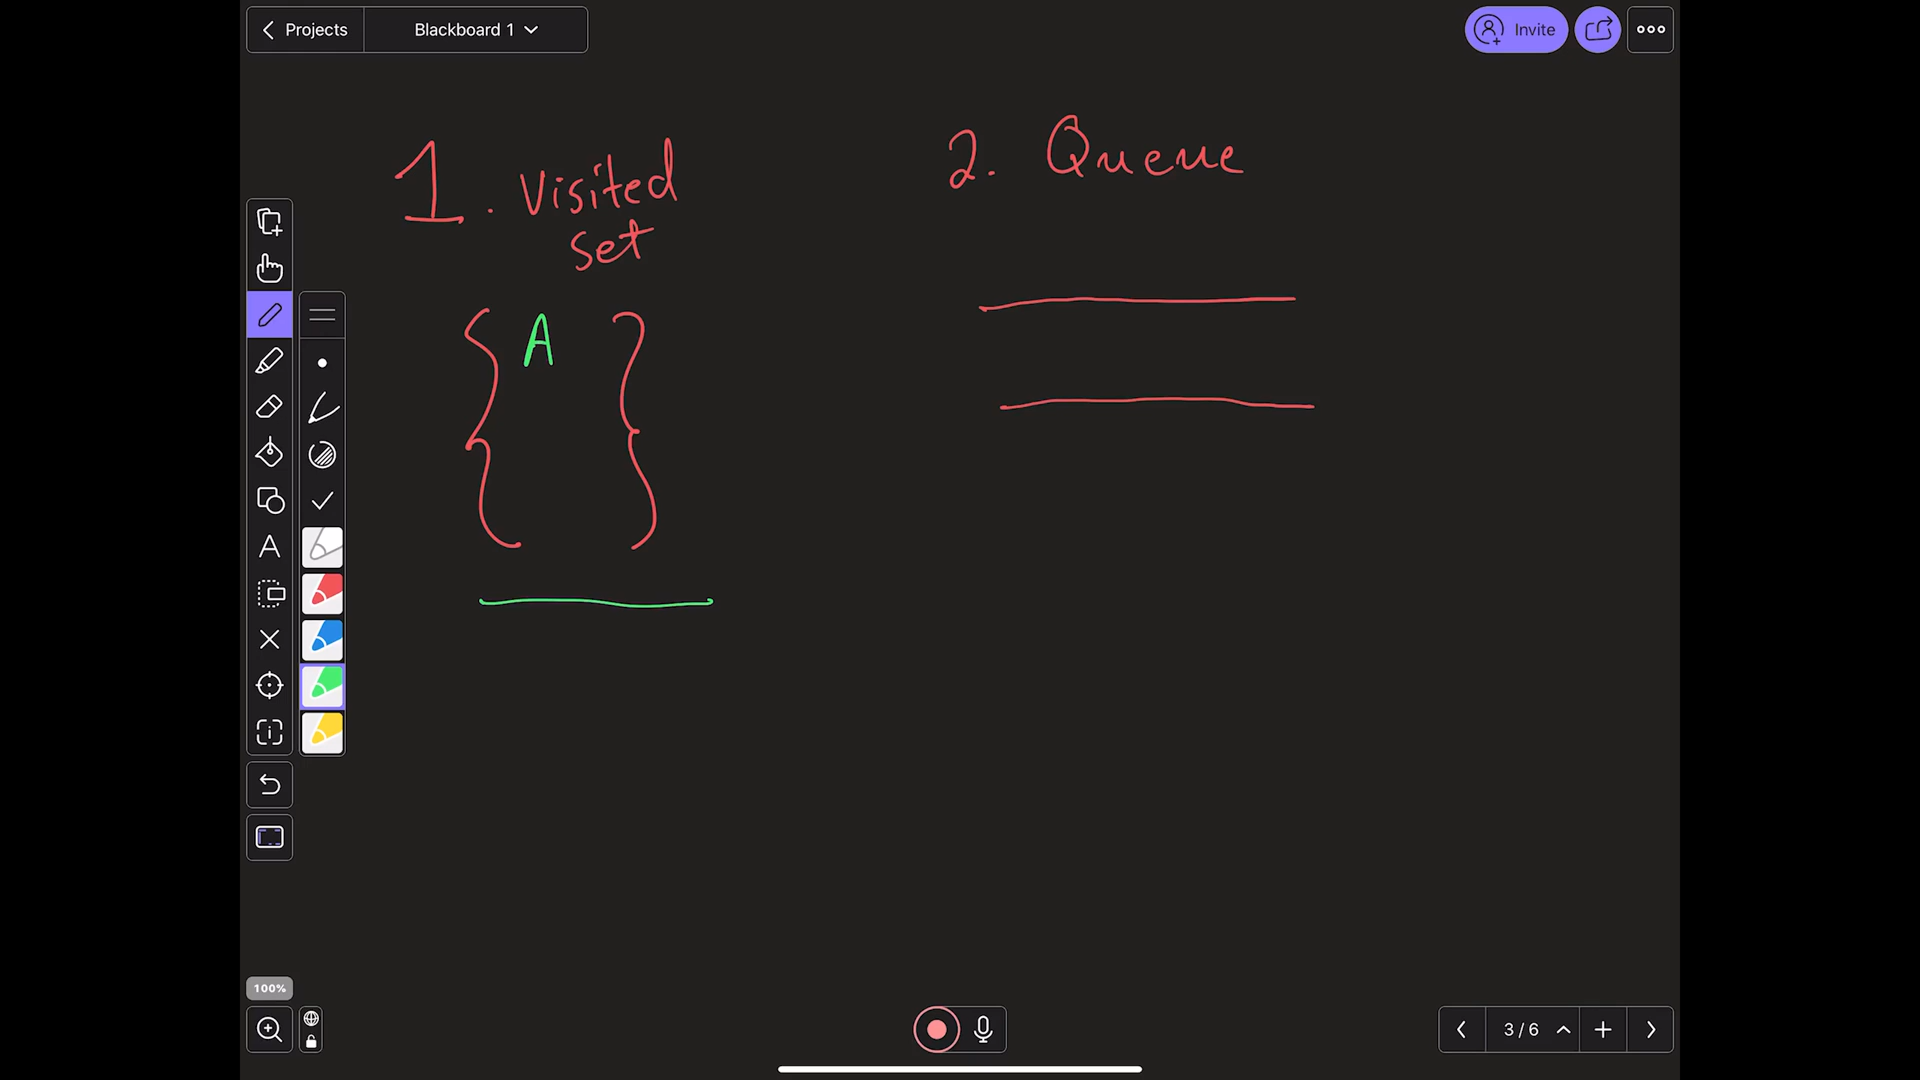 Projects
Blackboard 1
Invite
1. Visited
set
2. Queue
{ A }
A
100%
3 / 6